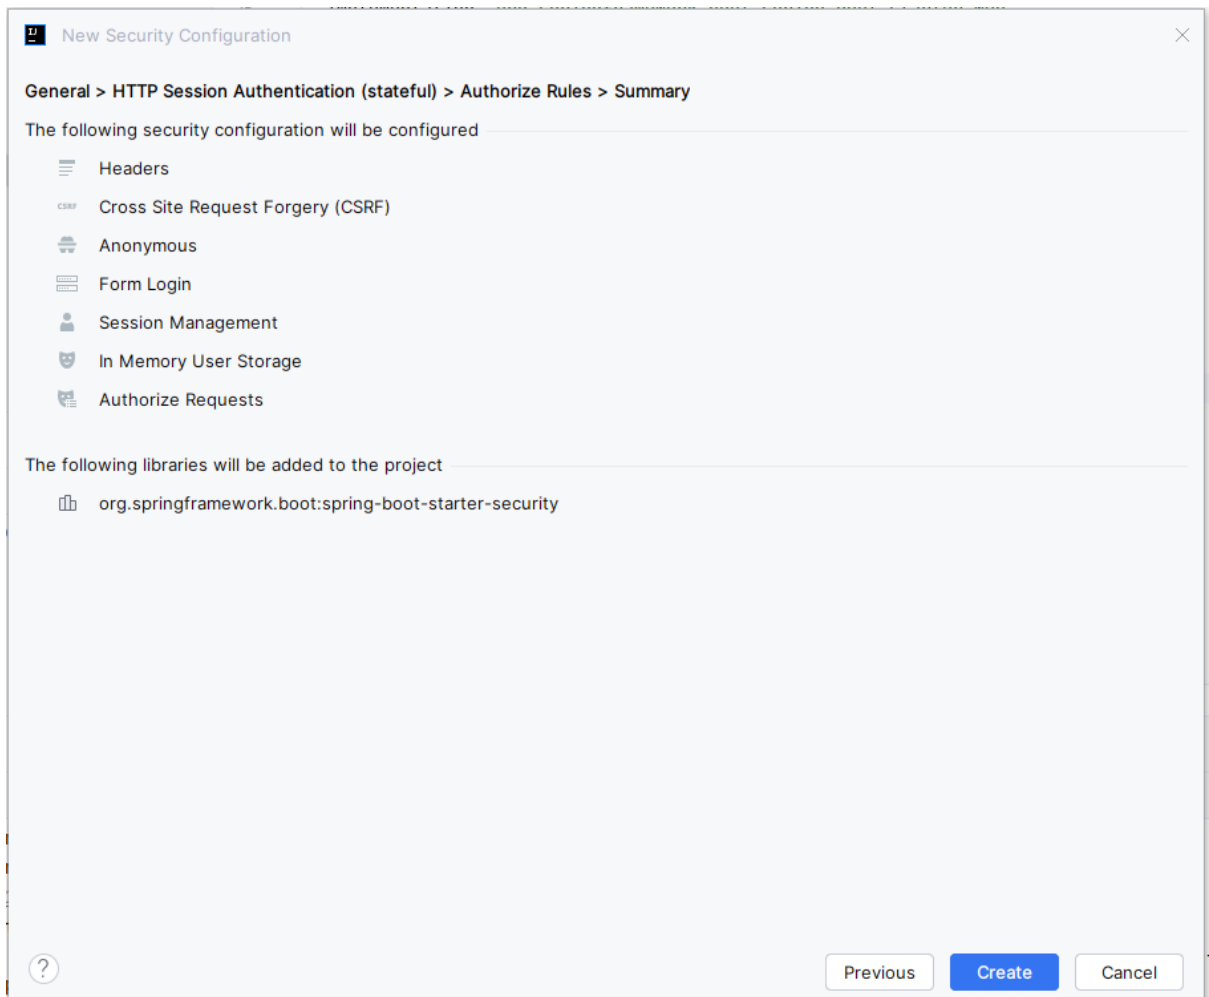 New Security Configuration
General > HTTP Session Authentication (stateful) > Authorize Rules > Summary
The following security configuration will be configured
Headers
CSRF Cross Site Request Forgery (CSRF)
Anonymous
Form Login
Session Management
In Memory User Storage
Authorize Requests
The following libraries will be added to the project
org.springframework.boot:spring-boot-starter-security
? Previous Create Cancel